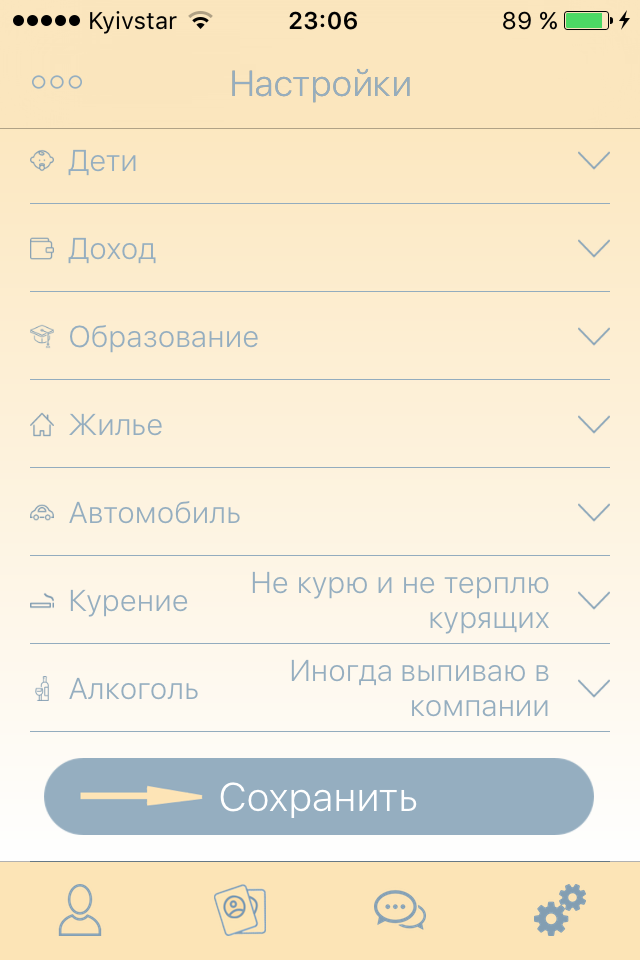 Kyivstar 23:06 89 %
Настройки
Дети
Доход
Образование
Жилье
Автомобиль
Курение Не курю и не терплю
курящих
Алкоголь Иногда выпиваю в
компании
Сохранить